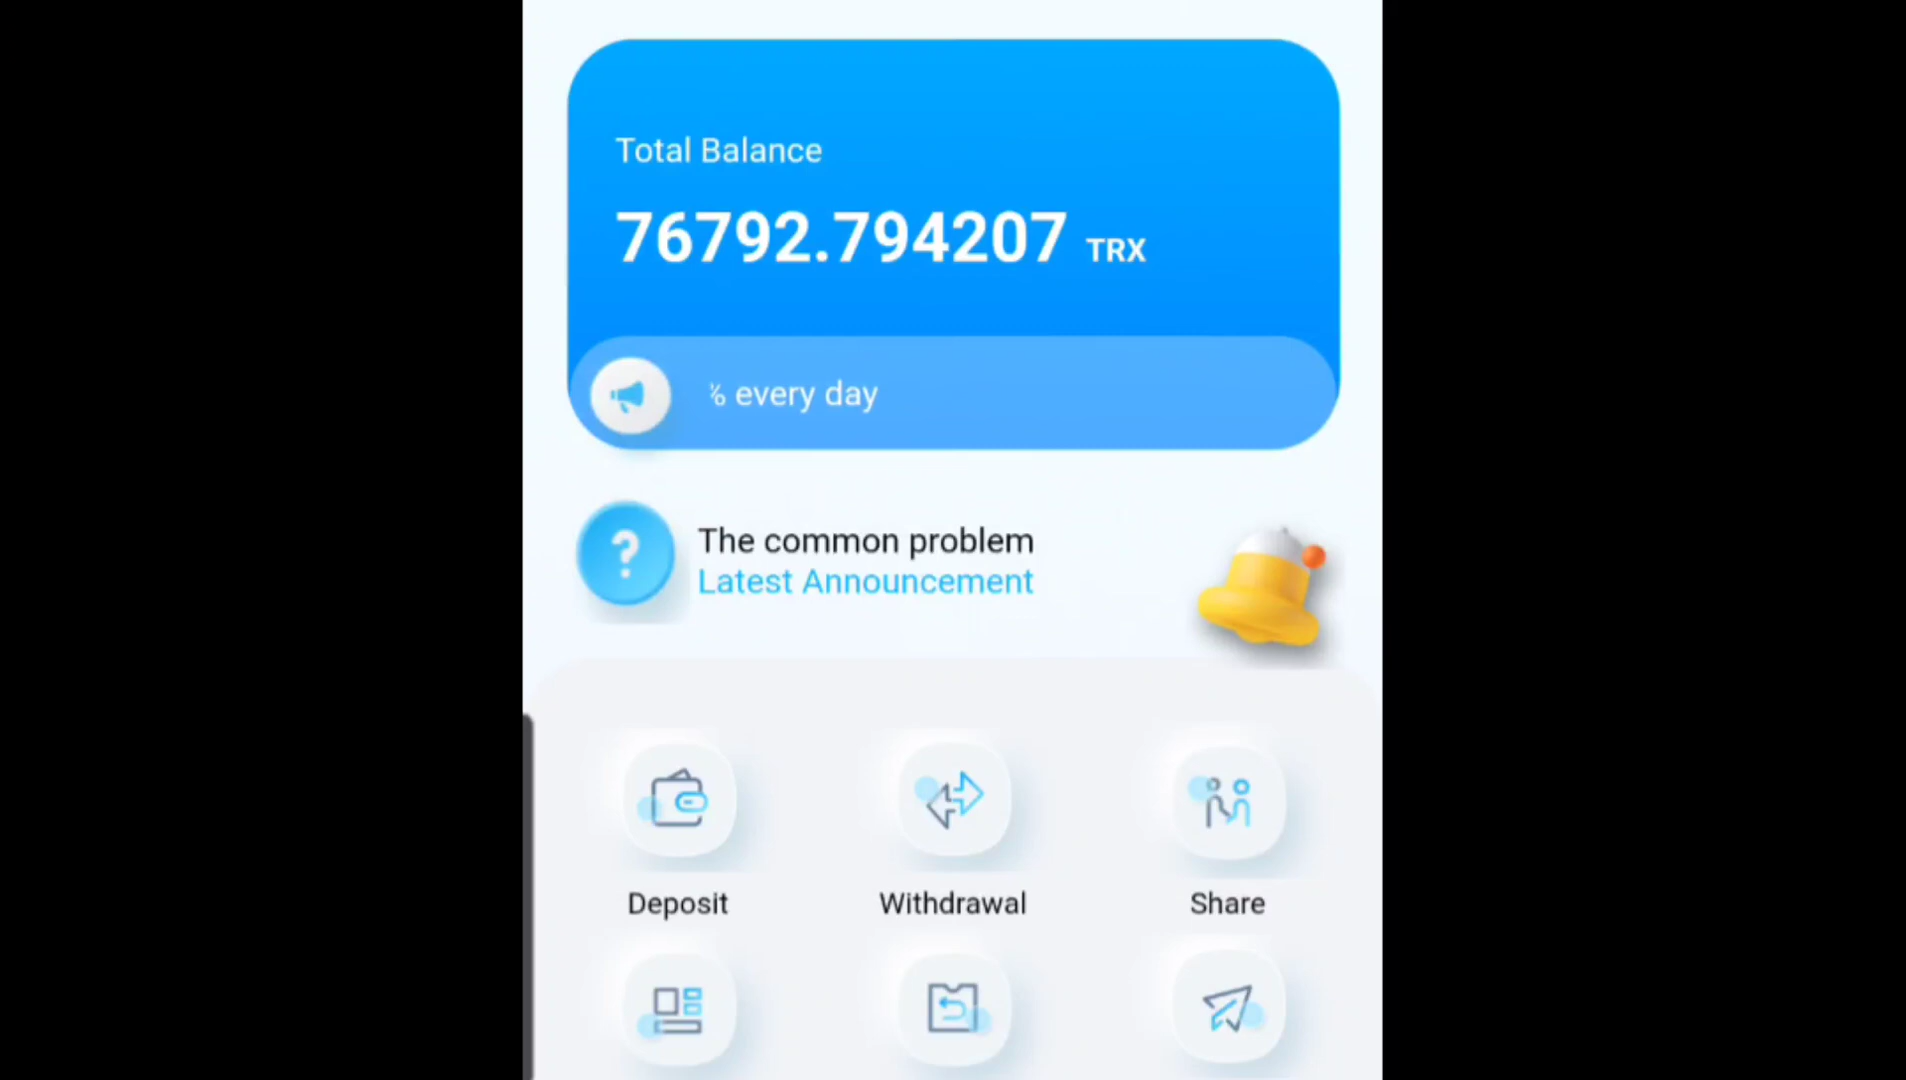 Total Balance
76792.794207 TRX
% every day
The common problem
Latest Announcement
Deposit
Withdrawal
Share